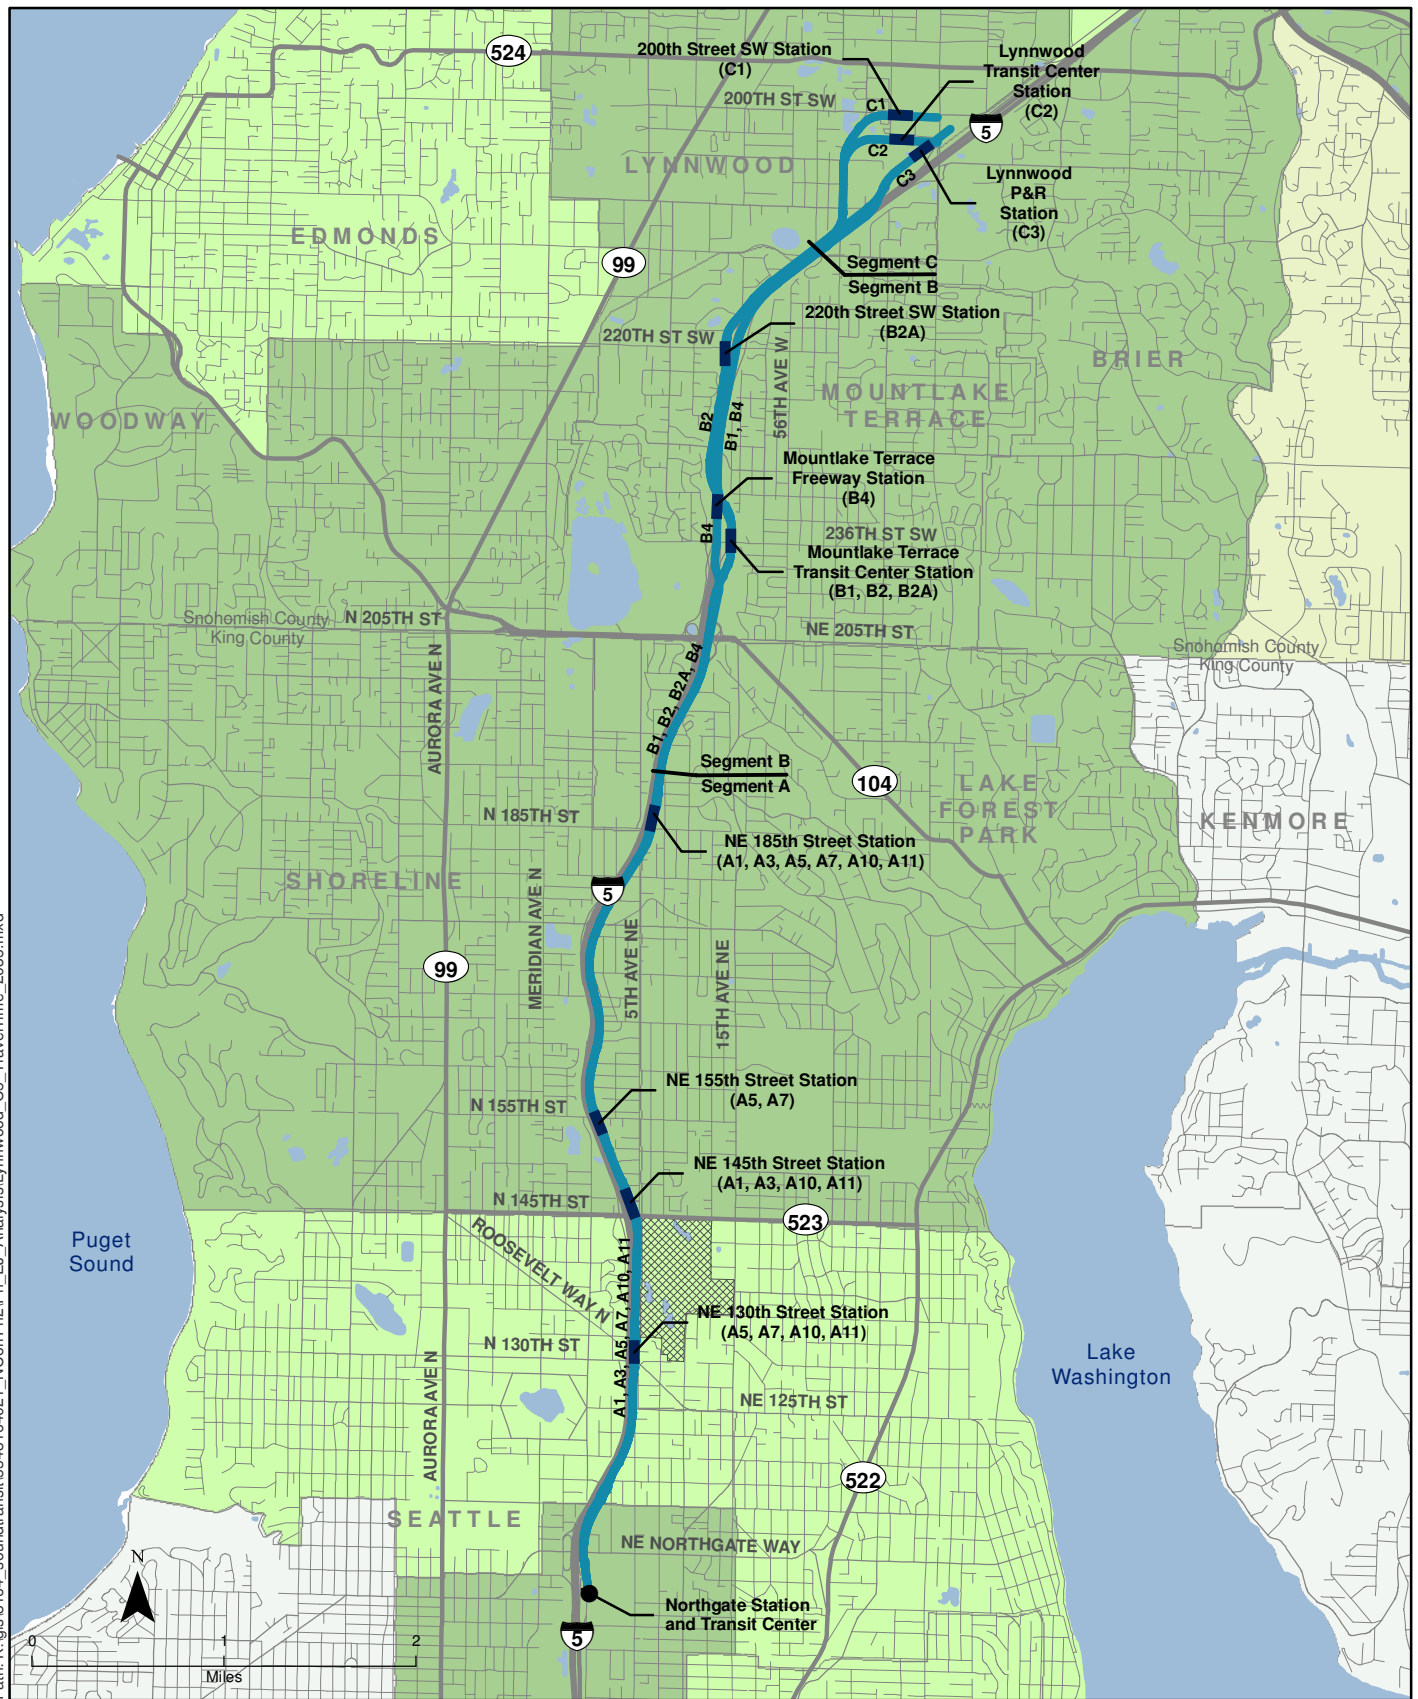 524
200th Street SW Station
(C1)
Lynnwood
Transit Center
Station
(C2)
200TH ST SW
C1
5
C2
LYNNWOOD
C3
Lynnwood
P&R
Station
(C3)
EDMONDS
99
Segment C
Segment B
220th Street SW Station
(B2A)
220TH ST SW
56TH AVE W
BRIER
MOUNTLAKE
TERRACE
WOODWAY
B2
B1, B4
Mountlake Terrace
Freeway Station
(B4)
B4
236TH ST SW
Mountlake Terrace
Transit Center Station
(B1, B2, B2A)
Snohomish County
King County
N 205TH ST
NE 205TH ST
Snohomish County
King County
AURORA AVE N
B1, B2, B2A, B4
Segment B
Segment A
104
LAKE
FOREST
PARK
KENMORE
N 185TH ST
NE 185th Street Station
(A1, A3, A5, A7, A10, A11)
SHORELINE
5
MERIDIAN AVE N
5TH AVE NE
15TH AVE NE
99
NE 155th Street Station
(A5, A7)
N 155TH ST
NE 145th Street Station
(A1, A3, A10, A11)
N 145TH ST
523
ROOSEVELT WAY N
Puget
Sound
A1, A3, A5, A7, A10, A11
NE 130th Street Station
(A5, A7, A10, A11)
N 130TH ST
Lake
Washington
AURORA AVE N
NE 125TH ST
522
SEATTLE
NE NORTHGATE WAY
N
Northgate Station
and Transit Center
5
0 1 2
Miles